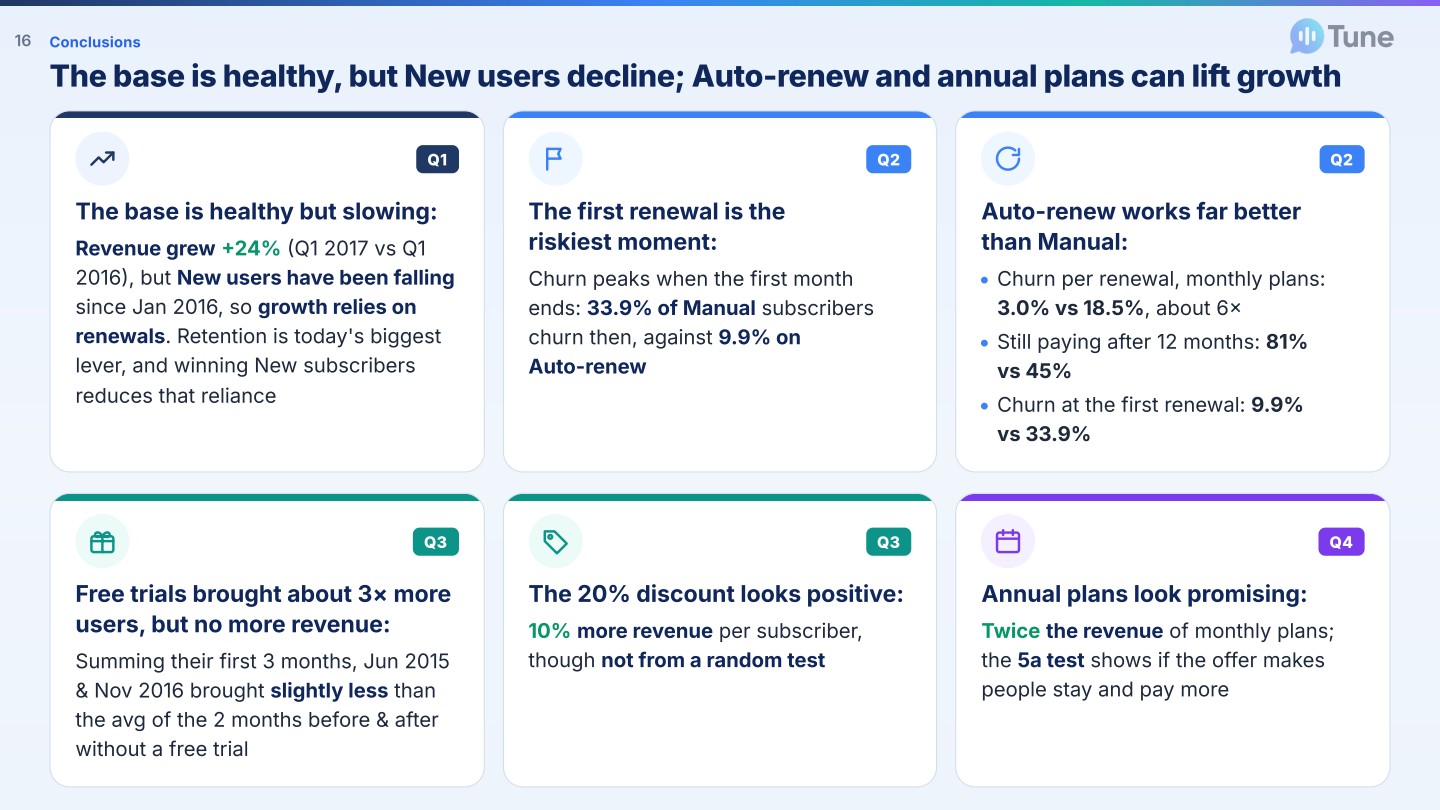 16
Conclusions
Tune
The base is healthy, but New users decline; Auto-renew and annual plans can lift growth
Q1
The base is healthy but slowing:
Revenue grew +24% (Q1 2017 vs Q1
2016), but New users have been falling
since Jan 2016, so growth relies on
renewals. Retention is today's biggest
lever, and winning New subscribers
reduces that reliance
Q2
The first renewal is the
riskiest moment:
Churn peaks when the first month
ends: 33.9% of Manual subscribers
churn then, against 9.9% on
Auto-renew
Q2
Auto-renew works far better
than Manual:
• Churn per renewal, monthly plans:
3.0% vs 18.5%, about 6×
• Still paying after 12 months: 81%
vs 45%
• Churn at the first renewal: 9.9%
vs 33.9%
Q3
Free trials brought about 3× more
users, but no more revenue:
Summing their first 3 months, Jun 2015
& Nov 2016 brought slightly less than
the avg of the 2 months before & after
without a free trial
Q3
The 20% discount looks positive:
10% more revenue per subscriber,
though not from a random test
Q4
Annual plans look promising:
Twice the revenue of monthly plans;
the 5a test shows if the offer makes
people stay and pay more